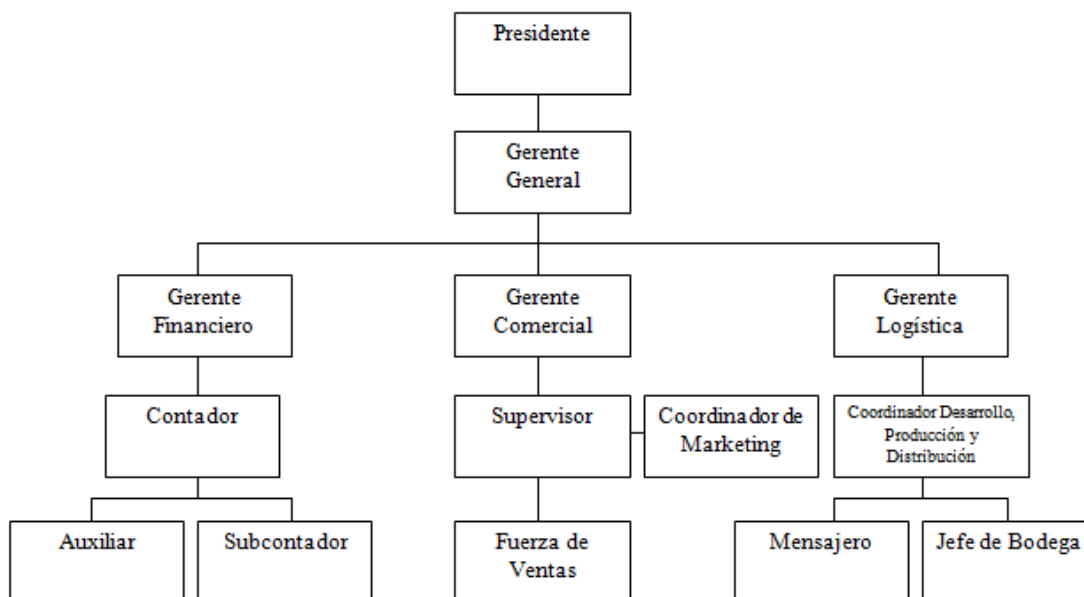 Presidente
Gerente
General
Gerente
Financiero
Gerente
Comercial
Gerente
Logística
Contador
Supervisor
Coordinador de
Marketing
Coordinador Desarrollo,
Producción y
Distribución
Auxiliar
Subcontador
Fuerza de
Ventas
Mensajero
Jefe de Bodega